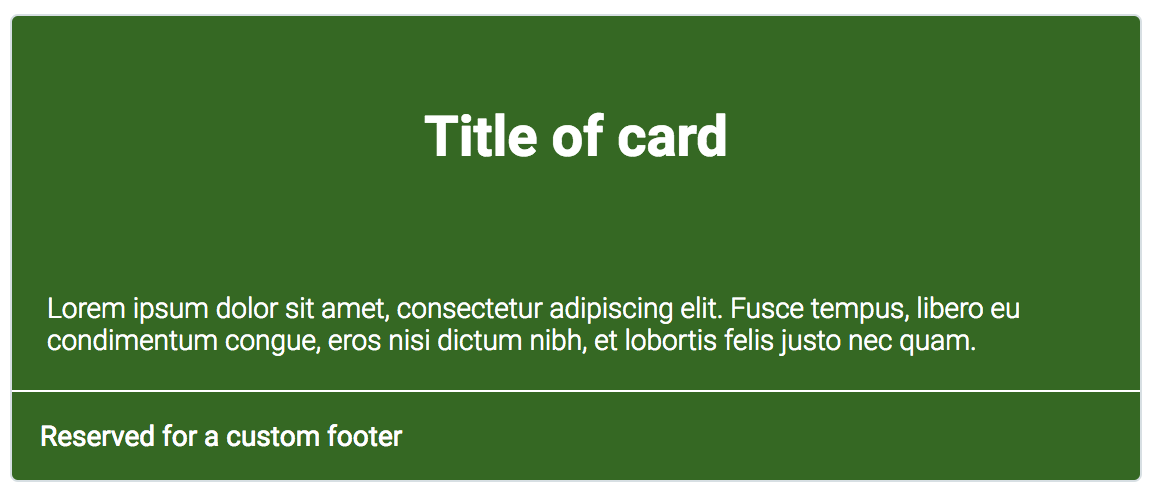 Title of card
Lorem ipsum dolor sit amet, consectetur adipiscing elit. Fusce tempus, libero eu
condimentum congue, eros nisi dictum nibh, et lobortis felis justo nec quam.
Reserved for a custom footer